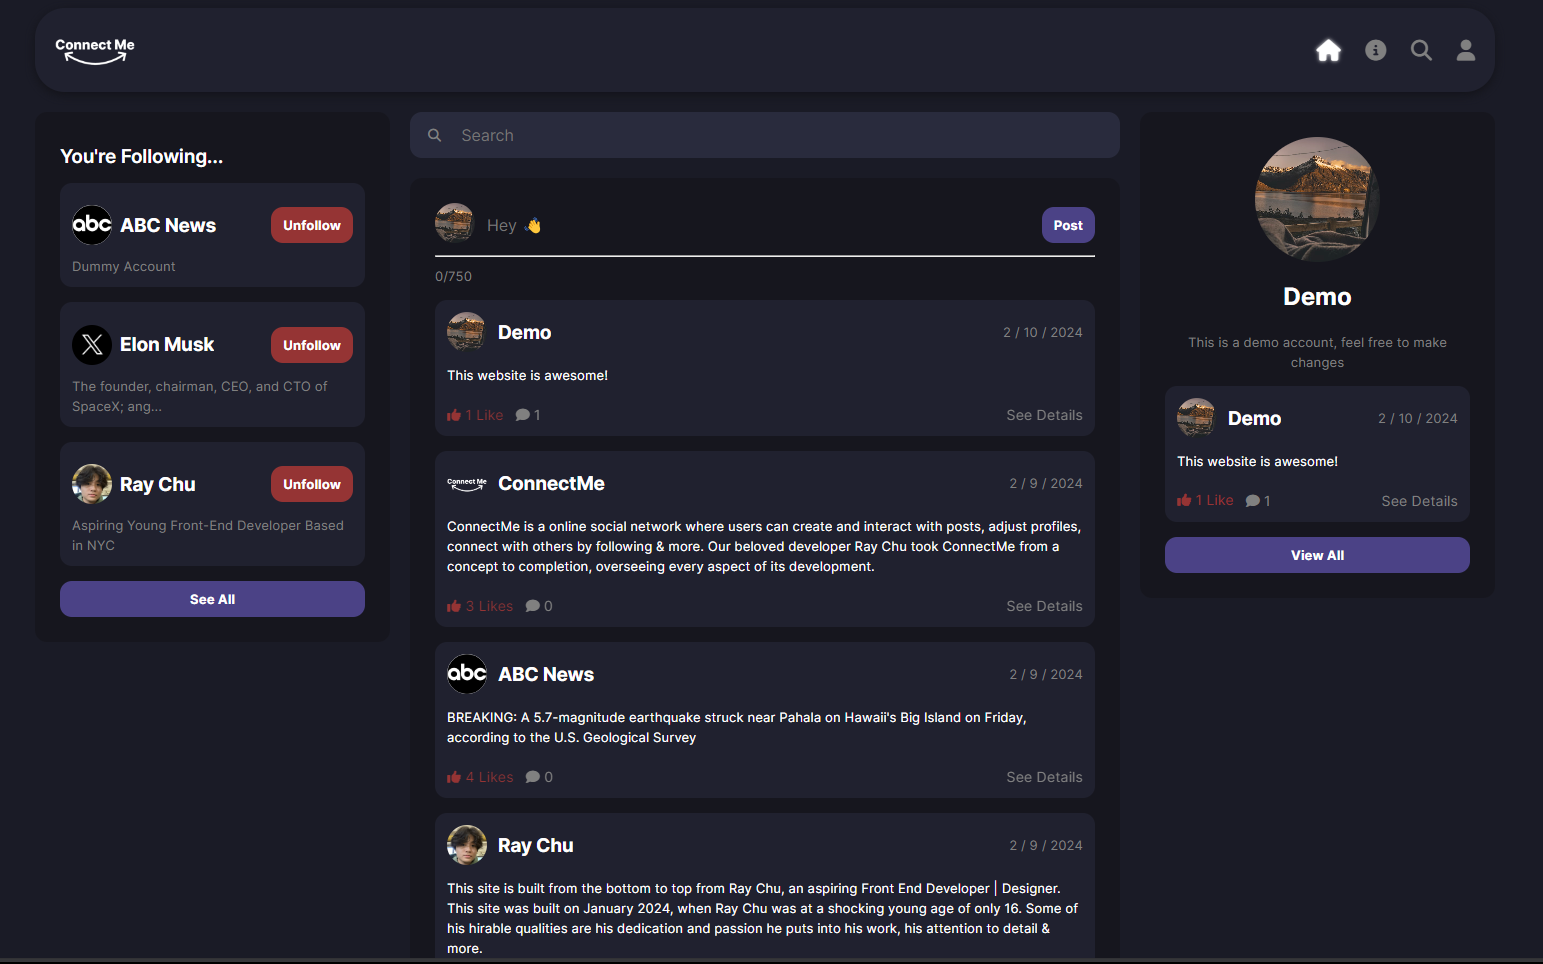 Connect Me
You're Following...
abc ABC News Unfollow
Dummy Account
Elon Musk Unfollow
The founder, chairman, CEO, and CTO of
SpaceX; ang...
Ray Chu Unfollow
Aspiring Young Front-End Developer Based
in NYC
See All
Search
Hey 👋 Post
0/750
Demo 2 / 10 / 2024
This website is awesome!
1 Like 1 See Details
Connect Me ConnectMe 2 / 9 / 2024
ConnectMe is a online social network where users can create and interact with posts, adjust profiles,
connect with others by following & more. Our beloved developer Ray Chu took ConnectMe from a
concept to completion, overseeing every aspect of its development.
3 Likes 0 See Details
abc ABC News 2 / 9 / 2024
BREAKING: A 5.7-magnitude earthquake struck near Pahala on Hawaii's Big Island on Friday,
according to the U.S. Geological Survey
4 Likes 0 See Details
Ray Chu 2 / 9 / 2024
This site is built from the bottom to top from Ray Chu, an aspiring Front End Developer | Designer.
This site was built on January 2024, when Ray Chu was at a shocking young age of only 16. Some of
his hirable qualities are his dedication and passion he puts into his work, his attention to detail &
more.
Demo
This is a demo account, feel free to make
changes
Demo 2 / 10 / 2024
This website is awesome!
1 Like 1 See Details
View All